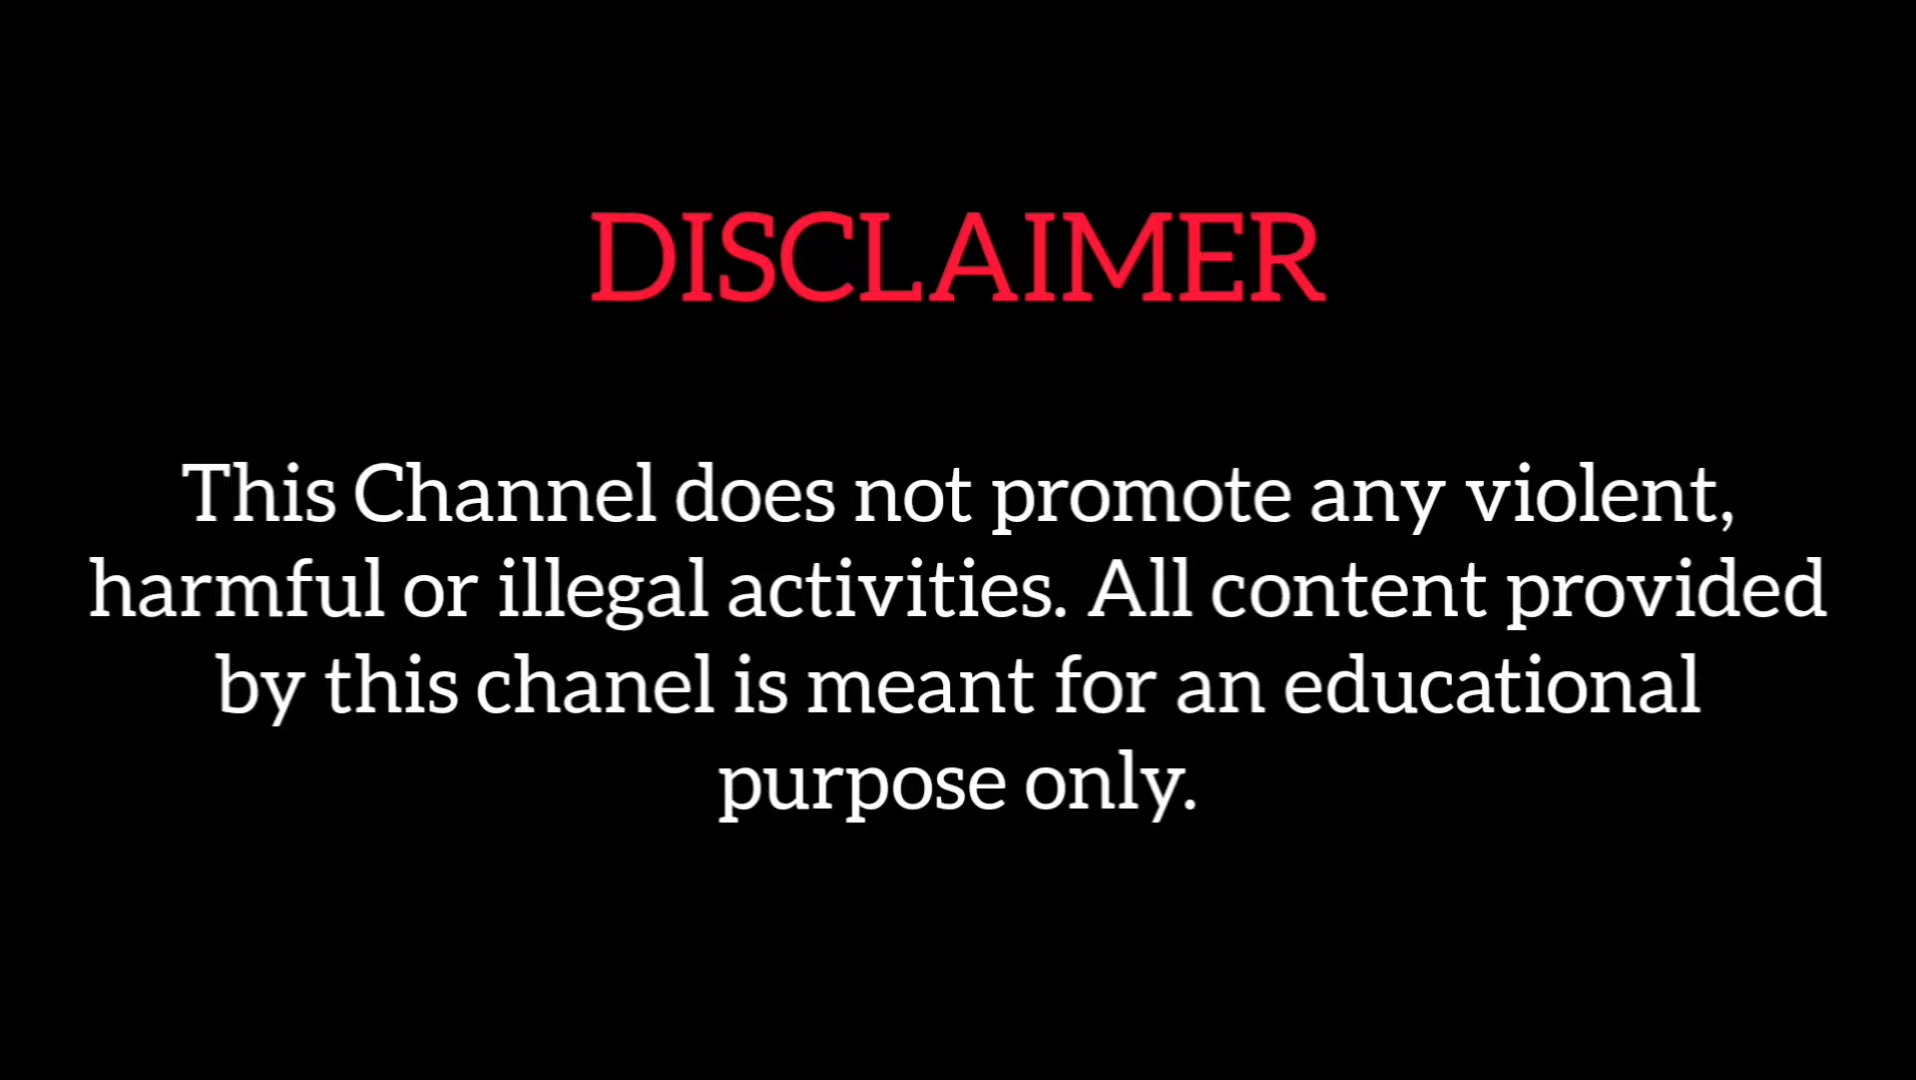 DISCLAIMER
This Channel does not promote any violent,
harmful or illegal activities. All content provided
by this chanel is meant for an educational
purpose only.